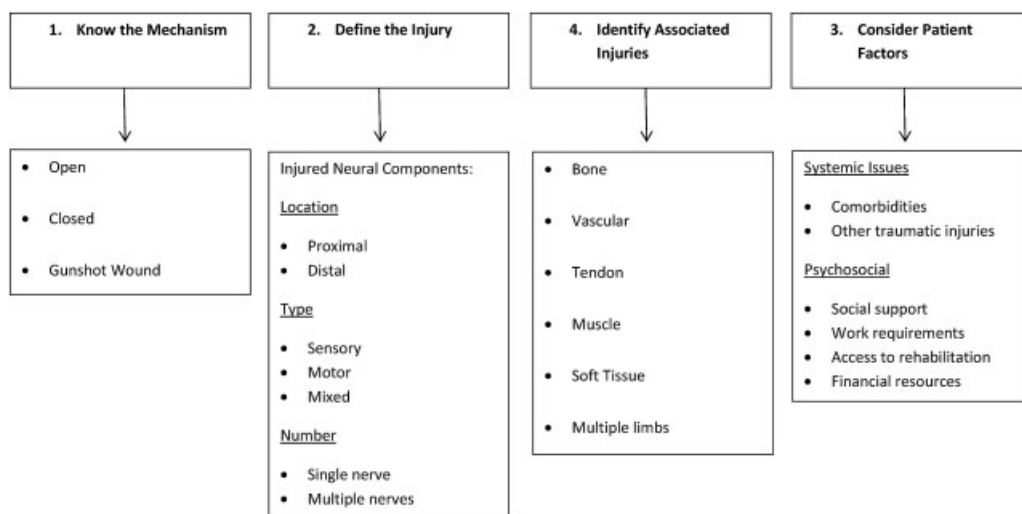 1. Know the Mechanism
• Open
• Closed
• Gunshot Wound
2. Define the Injury
Injured Neural Components:
Location
• Proximal
• Distal
Type
• Sensory
• Motor
• Mixed
Number
• Single nerve
• Multiple nerves
4. Identify Associated
Injuries
• Bone
• Vascular
• Tendon
• Muscle
• Soft Tissue
• Multiple limbs
3. Consider Patient
Factors
Systemic Issues
• Comorbidities
• Other traumatic injuries
Psychosocial
• Social support
• Work requirements
• Access to rehabilitation
• Financial resources